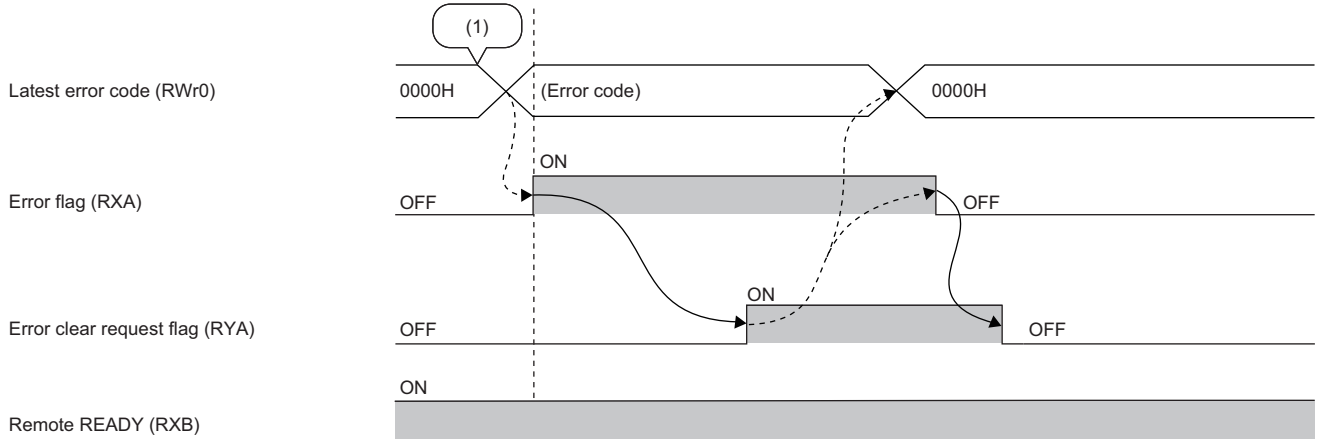 (1)
Latest error code (RWr0)
0000H
(Error code)
0000H
ON
Error flag (RXA)
OFF
OFF
ON
Error clear request flag (RYA)
OFF
OFF
ON
Remote READY (RXB)